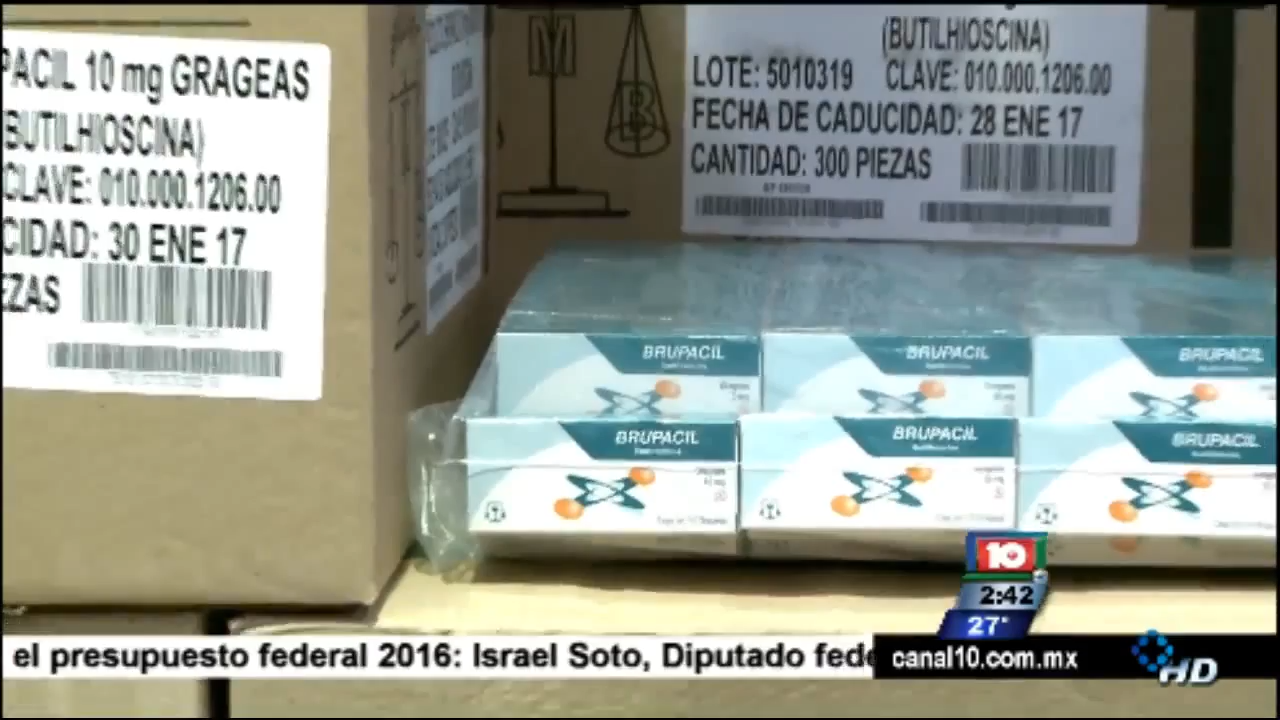 PACIL 10 mg GRAGEAS
(BUTILHIOSCINA)
CLAVE: 010.000.1206.00
CIDAD: 30 ENE 17
EZAS
M
B
(BUTILHIOSCINA)
LOTE: 5010319 CLAVE: 010.000.1206.00
FECHA DE CADUCIDAD: 28 ENE 17
CANTIDAD: 300 PIEZAS
BRUPACIL
BRUPACIL
BRUPACIL
BRUPACIL
BRUPACIL
BRUPACIL
10
2:42
27°
el presupuesto federal 2016: Israel Soto, Diputado fede
canal10.com.mx
HD